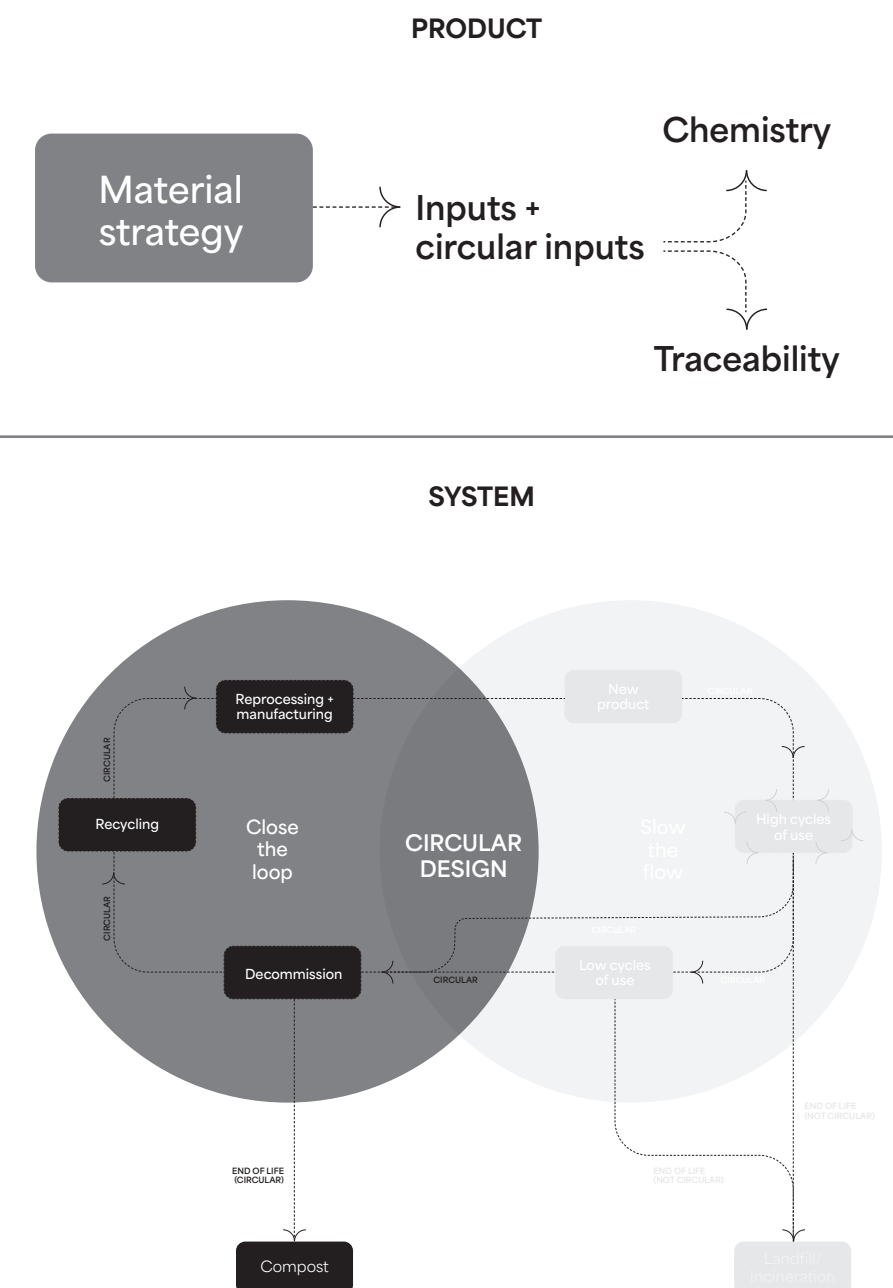 PRODUCT
Chemistry
Material
strategy
Inputs +
circular inputs
Traceability
SYSTEM
Reprocessing +
manufacturing
New
product
CIRCULAR
CIRCULAR
Recycling
Close
the
loop
CIRCULAR
DESIGN
Slow
the
flow
High cycles
of use
CIRCULAR
CIRCULAR
Decommission
CIRCULAR
Low cycles
of use
CIRCULAR
END OF LIFE
(NOT CIRCULAR)
END OF LIFE
(CIRCULAR)
END OF LIFE
(NOT CIRCULAR)
Compost
Landfill/
incineration